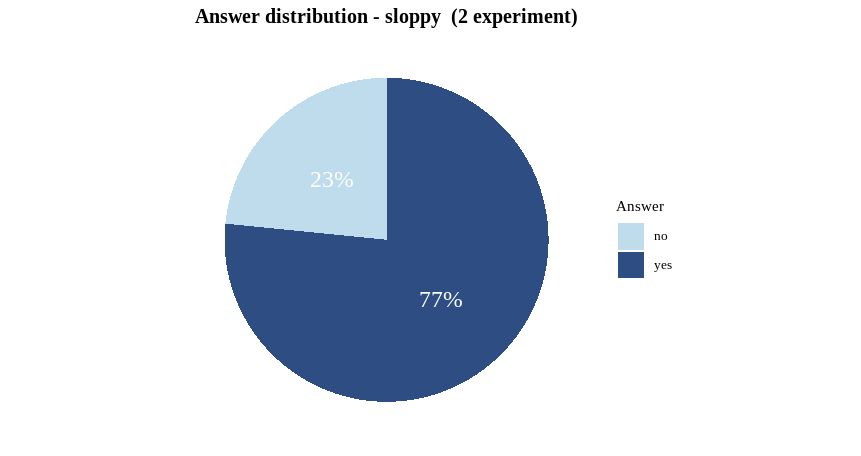 Answer distribution - sloppy  (2 experiment)
23%
77%
Answer
no
yes